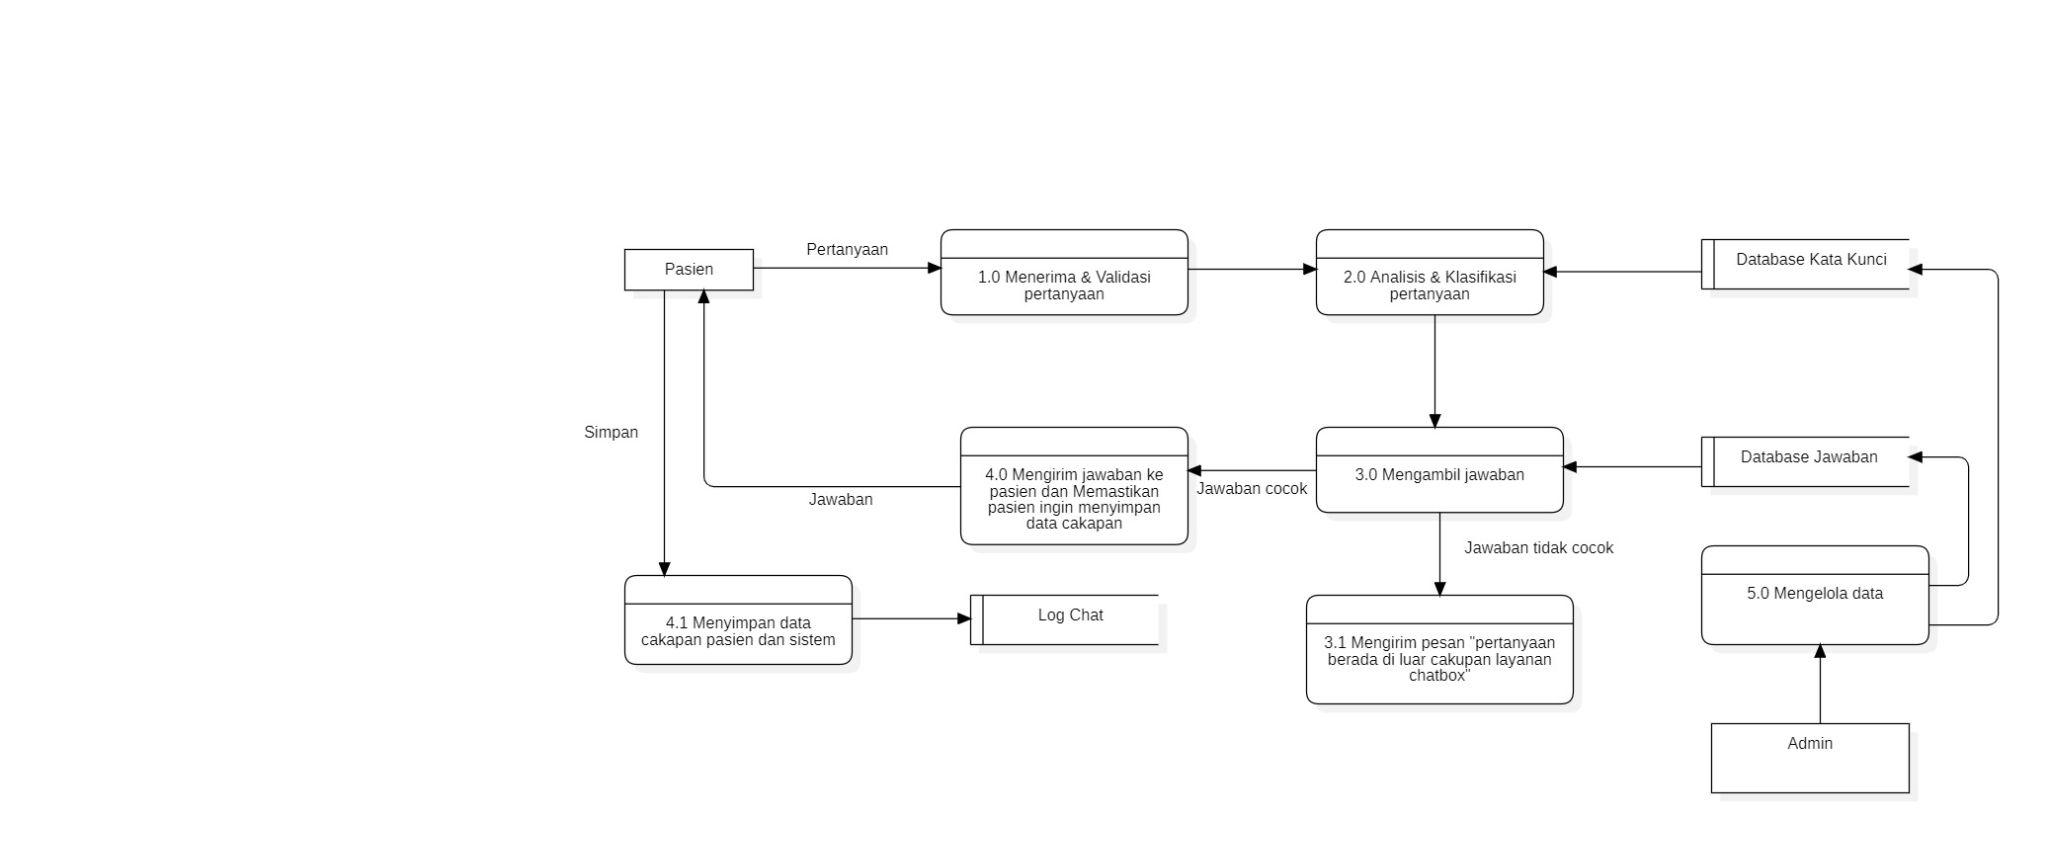 Pertanyaan
Pasien
1.0 Menerima & Validasi
pertanyaan
2.0 Analisis & Klasifikasi
pertanyaan
Database Kata Kunci
Simpan
Jawaban
4.0 Mengirim jawaban ke
pasien dan Memastikan
pasien ingin menyimpan
data cakapan
Jawaban cocok
3.0 Mengambil jawaban
Database Jawaban
Jawaban tidak cocok
4.1 Menyimpan data
cakapan pasien dan sistem
Log Chat
3.1 Mengirim pesan "pertanyaan
berada di luar cakupan layanan
chatbox"
5.0 Mengelola data
Admin